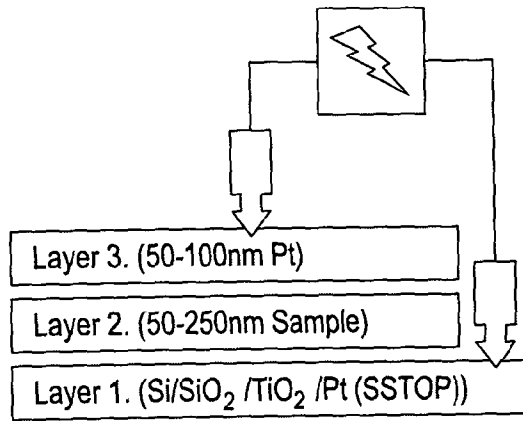 Layer 3. (50-100nm Pt)
Layer 2. (50-250nm Sample)
Layer 1. (Si/SiO₂ /TiO₂ /Pt (SSTOP))